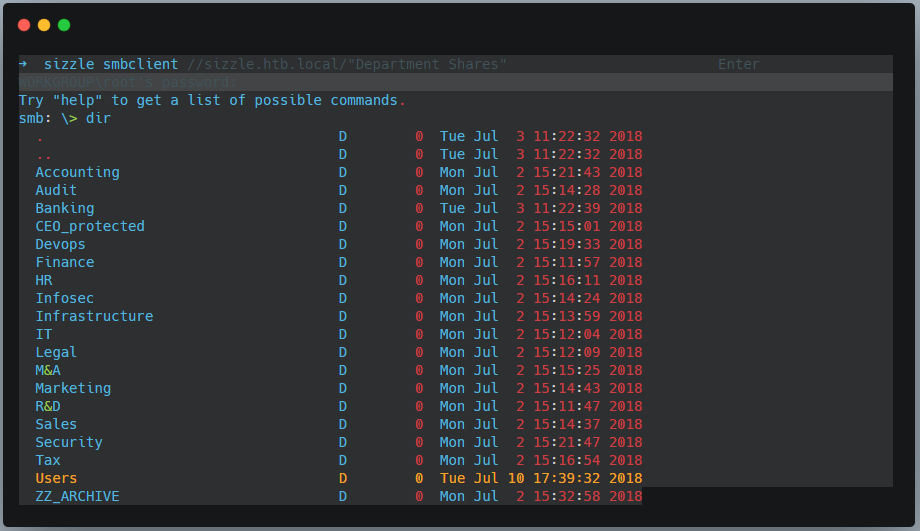 →  sizzle smbclient //sizzle.htb.local/"Department Shares"                         Enter
WORKGROUP\root's password:
Try "help" to get a list of possible commands.
smb: \> dir
  .                                   D        0  Tue Jul  3 11:22:32 2018
  ..                                  D        0  Tue Jul  3 11:22:32 2018
  Accounting                          D        0  Mon Jul  2 15:21:43 2018
  Audit                               D        0  Mon Jul  2 15:14:28 2018
  Banking                             D        0  Tue Jul  3 11:22:39 2018
  CEO_protected                       D        0  Mon Jul  2 15:15:01 2018
  Devops                              D        0  Mon Jul  2 15:19:33 2018
  Finance                             D        0  Mon Jul  2 15:11:57 2018
  HR                                  D        0  Mon Jul  2 15:16:11 2018
  Infosec                             D        0  Mon Jul  2 15:14:24 2018
  Infrastructure                      D        0  Mon Jul  2 15:13:59 2018
  IT                                  D        0  Mon Jul  2 15:12:04 2018
  Legal                               D        0  Mon Jul  2 15:12:09 2018
  M&A                                 D        0  Mon Jul  2 15:15:25 2018
  Marketing                           D        0  Mon Jul  2 15:14:43 2018
  R&D                                 D        0  Mon Jul  2 15:11:47 2018
  Sales                               D        0  Mon Jul  2 15:14:37 2018
  Security                            D        0  Mon Jul  2 15:21:47 2018
  Tax                                 D        0  Mon Jul  2 15:16:54 2018
  Users                               D        0  Tue Jul 10 17:39:32 2018
  ZZ_ARCHIVE                          D        0  Mon Jul  2 15:32:58 2018